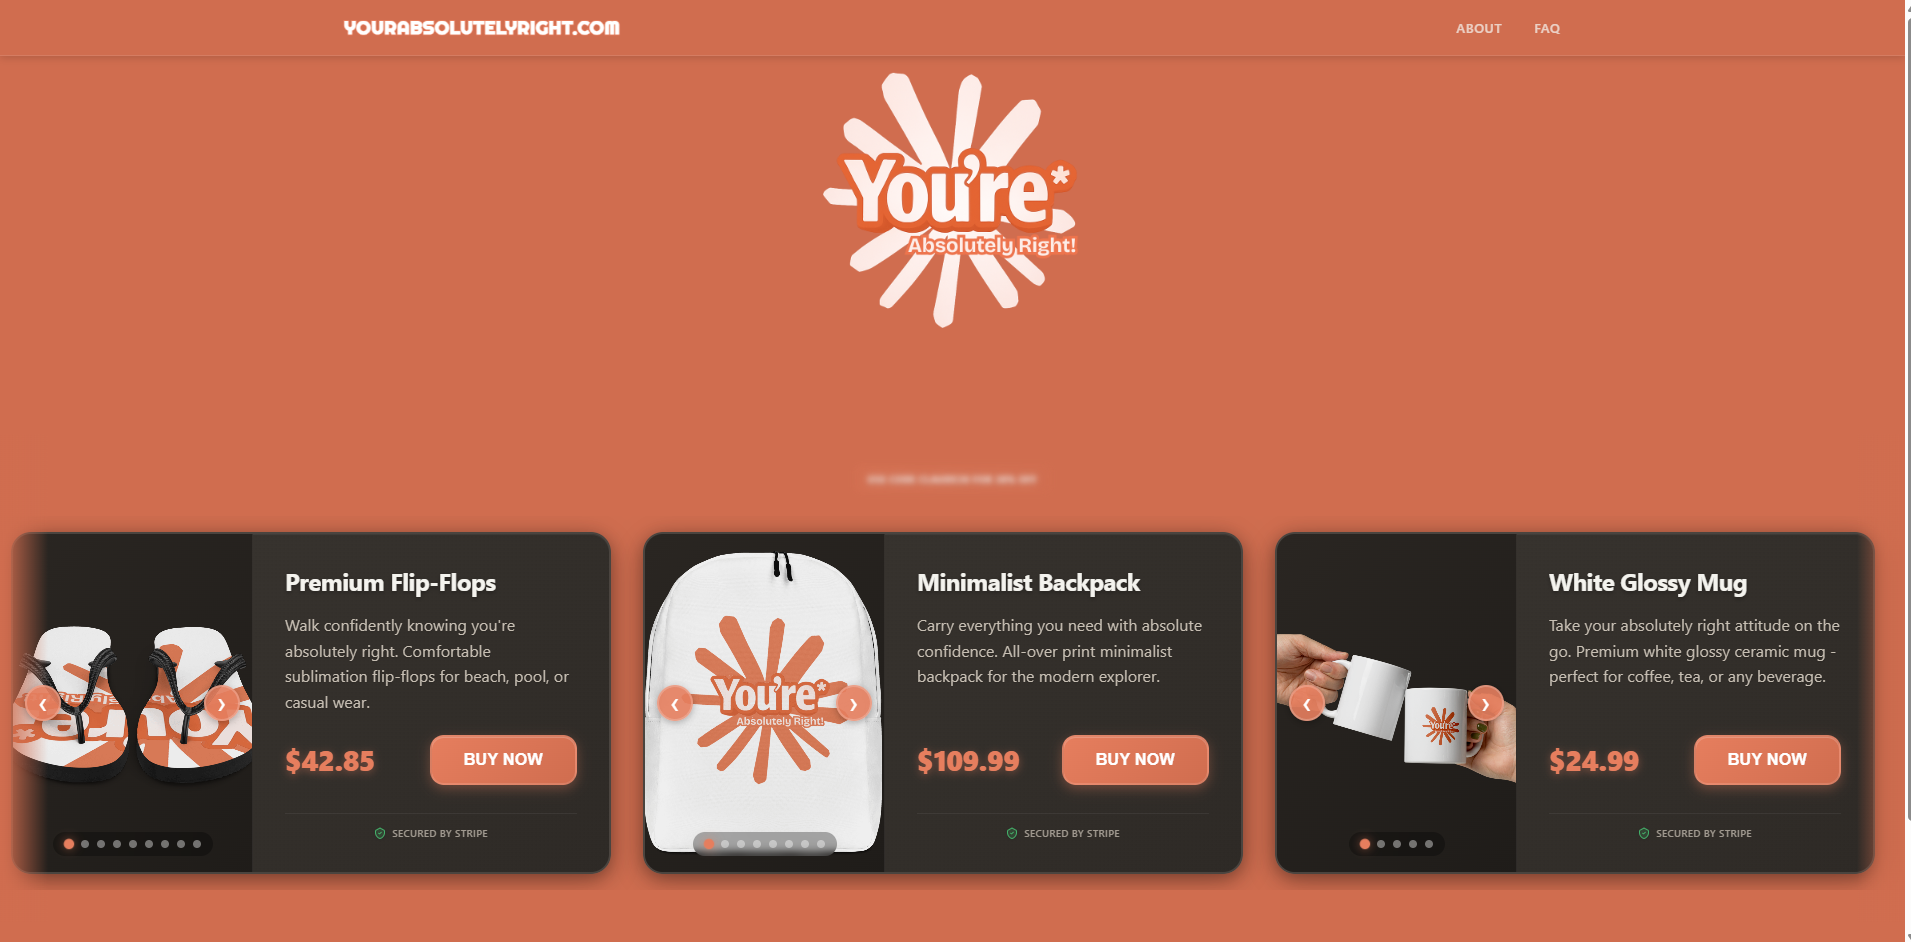 YOURABSOLUTELYRIGHT.COM
ABOUT FAQ
You're*
Absolutely Right!
Premium Flip-Flops
Walk confidently knowing you're
absolutely right. Comfortable
sublimation flip-flops for beach, pool, or
casual wear.
$42.85 BUY NOW
SECURED BY STRIPE
You're*
Absolutely Right!
Minimalist Backpack
Carry everything you need with absolute
confidence. All-over print minimalist
backpack for the modern explorer.
$109.99 BUY NOW
SECURED BY STRIPE
You're
White Glossy Mug
Take your absolutely right attitude on the
go. Premium white glossy ceramic mug -
perfect for coffee, tea, or any beverage.
$24.99 BUY NOW
SECURED BY STRIPE